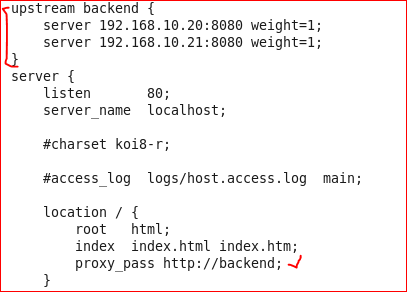 upstream backend {
server 192.168.10.20:8080 weight=1;
server 192.168.10.21:8080 weight=1;
}
server {
listen 80;
server_name localhost;
#charset koi8-r;
#access_log logs/host.access.log main;
location / {
root html;
index index.html index.htm;
proxy_pass http://backend;
}